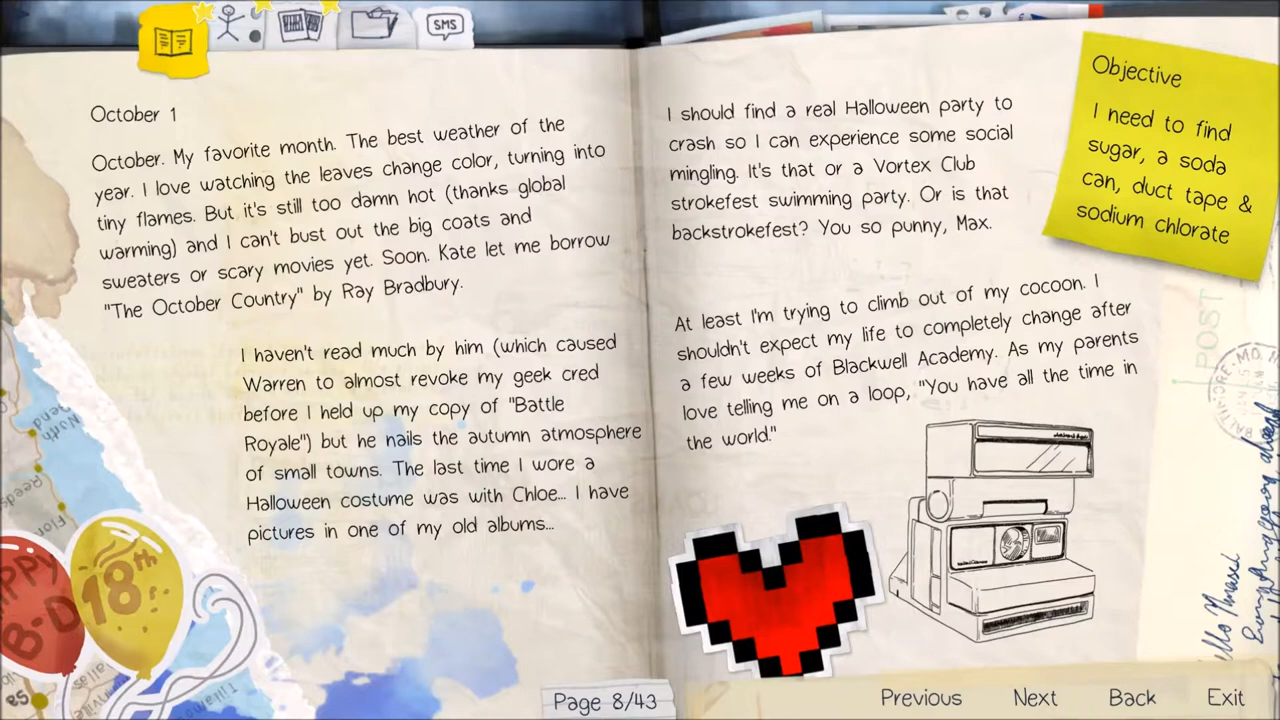 SMS
October 1
October. My favorite month. The best weather of the
year. I love watching the leaves change color, turning into
tiny flames. But it's still too damn hot (thanks global
warming) and I can't bust out the big coats and
sweaters or scary movies yet. Soon. Kate let me borrow
"The October Country" by Ray Bradbury.
I haven't read much by him (which caused
Warren to almost revoke my geek cred
before I held up my copy of "Battle
Royale") but he nails the autumn atmosphere
of small towns. The last time I wore a
Halloween costume was with Chloe... I have
pictures in one of my old albums...
I should find a real Halloween party to
crash so I can experience some social
mingling. It's that or a Vortex Club
strokefest swimming party. Or is that
backstrokefest? You so punny, Max.
At least I'm trying to climb out of my cocoon. I
shouldn't expect my life to completely change after
a few weeks of Blackwell Academy. As my parents
love telling me on a loop, "You have all the time in
the world."
Objective
I need to find
sugar, a soda
can, duct tape &
sodium chlorate
POST
BALTIMORE, MD.
North
Bend
18th
B-D
Page 8/43
Previous
Next
Back
Exit